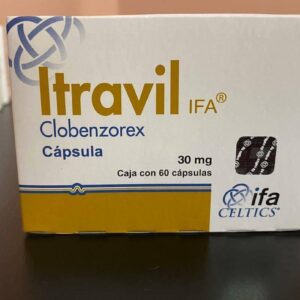 Itravil IFA®
Clobenzorex
Cápsula
30 mg
Caja con 60 cápsulas
ifa
CELTICS®